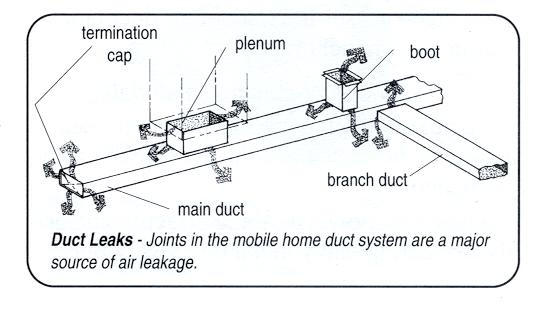 termination
cap
plenum
boot
branch duct
main duct
Duct Leaks - Joints in the mobile home duct system are a major
source of air leakage.